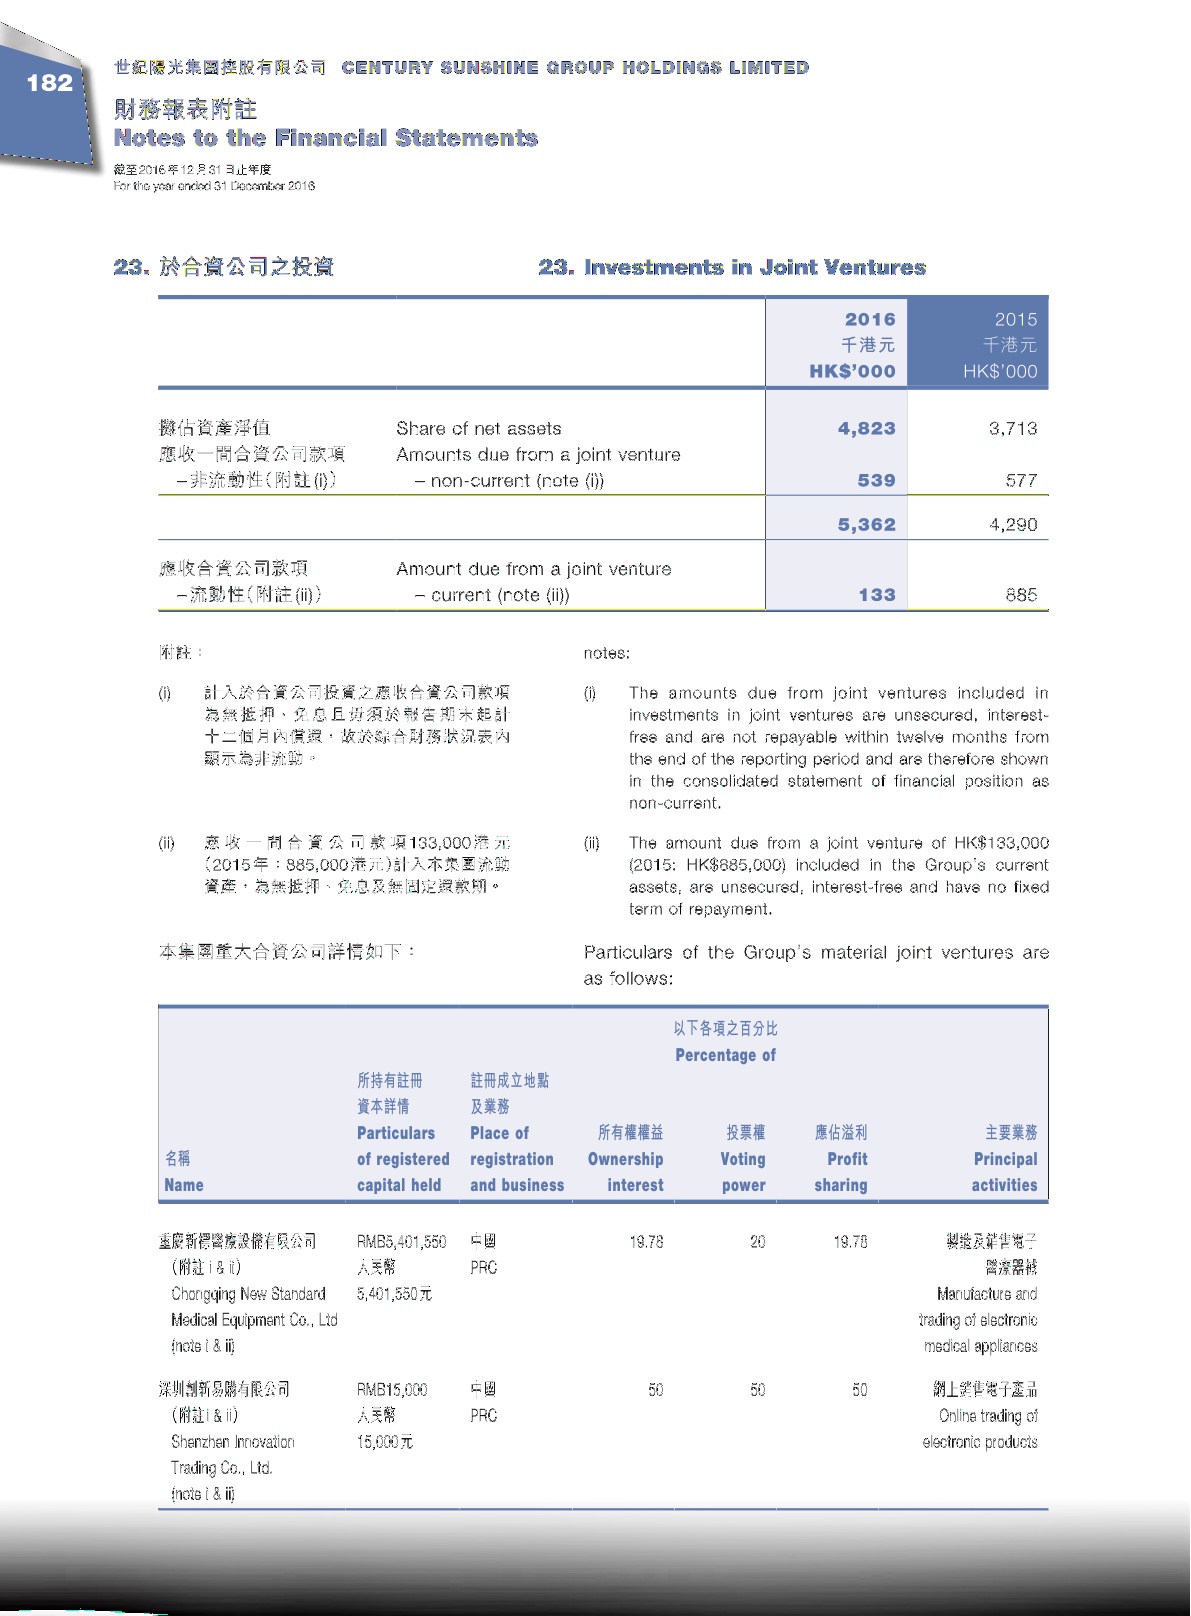 182
世紀陽光集團控股有限公司 CENTURY SUNSHINE GROUP HOLDINGS LIMITED
財務報表附註
Notes to the Financial Statements
截至2016年12月31日止年度
For the year ended 31 December 2016
23. 於合資公司之投資
23. Investments in Joint Ventures
2016 2015
千港元 千港元
HK$’000 HK$’000
攤佔資產淨值 Share of net assets 4,823 3,713
應收一間合資公司款項 Amounts due from a joint venture
–非流動性(附註(i)) – non-current (note (i)) 539 577
5,362 4,290
應收合資公司款項 Amount due from a joint venture
–流動性(附註(ii)) – current (note (ii)) 133 885
附註：
(i) 計入於合資公司投資之應收合資公司款項
為無抵押、免息且毋須於報告期末起計
十二個月內償還，故於綜合財務狀況表內
顯示為非流動。
(ii) 應收一間合資公司款項133,000港元
(2015年：885,000港元)計入本集團流動
資產，為無抵押、免息及無固定還款期。
本集團重大合資公司詳情如下：
notes:
(i) The amounts due from joint ventures included in
investments in joint ventures are unsecured, interest-
free and are not repayable within twelve months from
the end of the reporting period and are therefore shown
in the consolidated statement of financial position as
non-current.
(ii) The amount due from a joint venture of HK$133,000
(2015: HK$885,000) included in the Group’s current
assets, are unsecured, interest-free and have no fixed
term of repayment.
Particulars of the Group’s material joint ventures are
as follows:
以下各項之百分比
Percentage of
所持有註冊 註冊成立地點
資本詳情 及業務
Particulars Place of 所有權權益 投票權 應佔溢利 主要業務
名稱 of registered registration Ownership Voting Profit Principal
Name capital held and business interest power sharing activities
重慶新標醫療設備有限公司 RMB5,401,550 中國 19.78 20 19.78 製造及銷售電子
(附註 i & ii) 人民幣 PRC 醫療器械
Chongqing New Standard 5,401,550元 Manufacture and
Medical Equipment Co., Ltd trading of electronic
(note i & ii) medical appliances
深圳創新易購有限公司 RMB15,000 中國 50 50 50 網上銷售電子產品
(附註i & ii) 人民幣 PRC Online trading of
Shenzhen Innovation 15,000元 electronic products
Trading Co., Ltd.
(note i & ii)